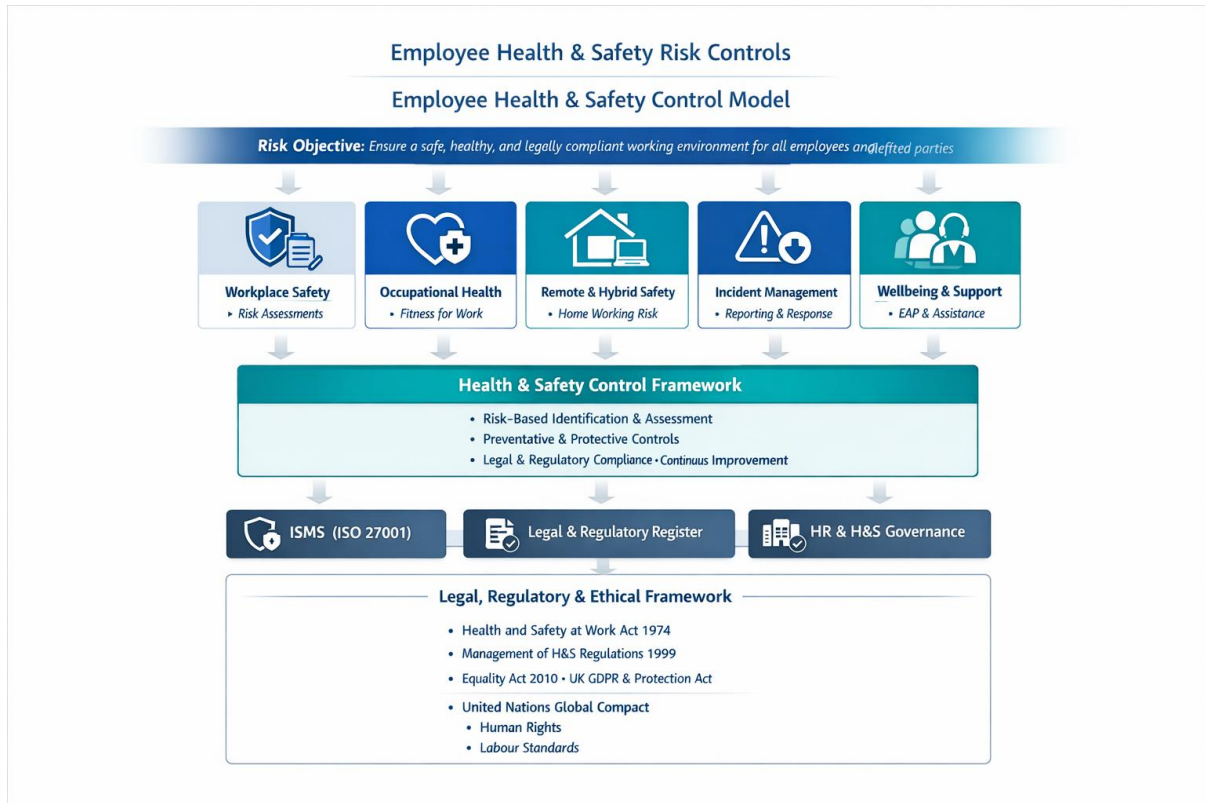 Employee Health & Safety Risk Controls
Employee Health & Safety Control Model
Risk Objective: Ensure a safe, healthy, and legally compliant working environment for all employees and parties
Workplace Safety
▸ Risk Assessments
Occupational Health
• Fitness for Work
Remote & Hybrid Safety
• Home Working Risk
Incident Management
• Reporting & Response
Wellbeing & Support
• EAP & Assistance
Health & Safety Control Framework
• Risk-Based Identification & Assessment
• Preventative & Protective Controls
• Legal & Regulatory Compliance • Continuus Improvement
ISMS (ISO 27001)
Legal & Regulatory Register
HR & H&S Governance
Legal, Regulatory & Ethical Framework
• Health and Safety at Work Act 1974
• Management of H&S Regulations 1999
• Equality Act 2010 • UK GDPR & Protection Act
• United Nations Global Compact
• Human Rights
• Labour Standards